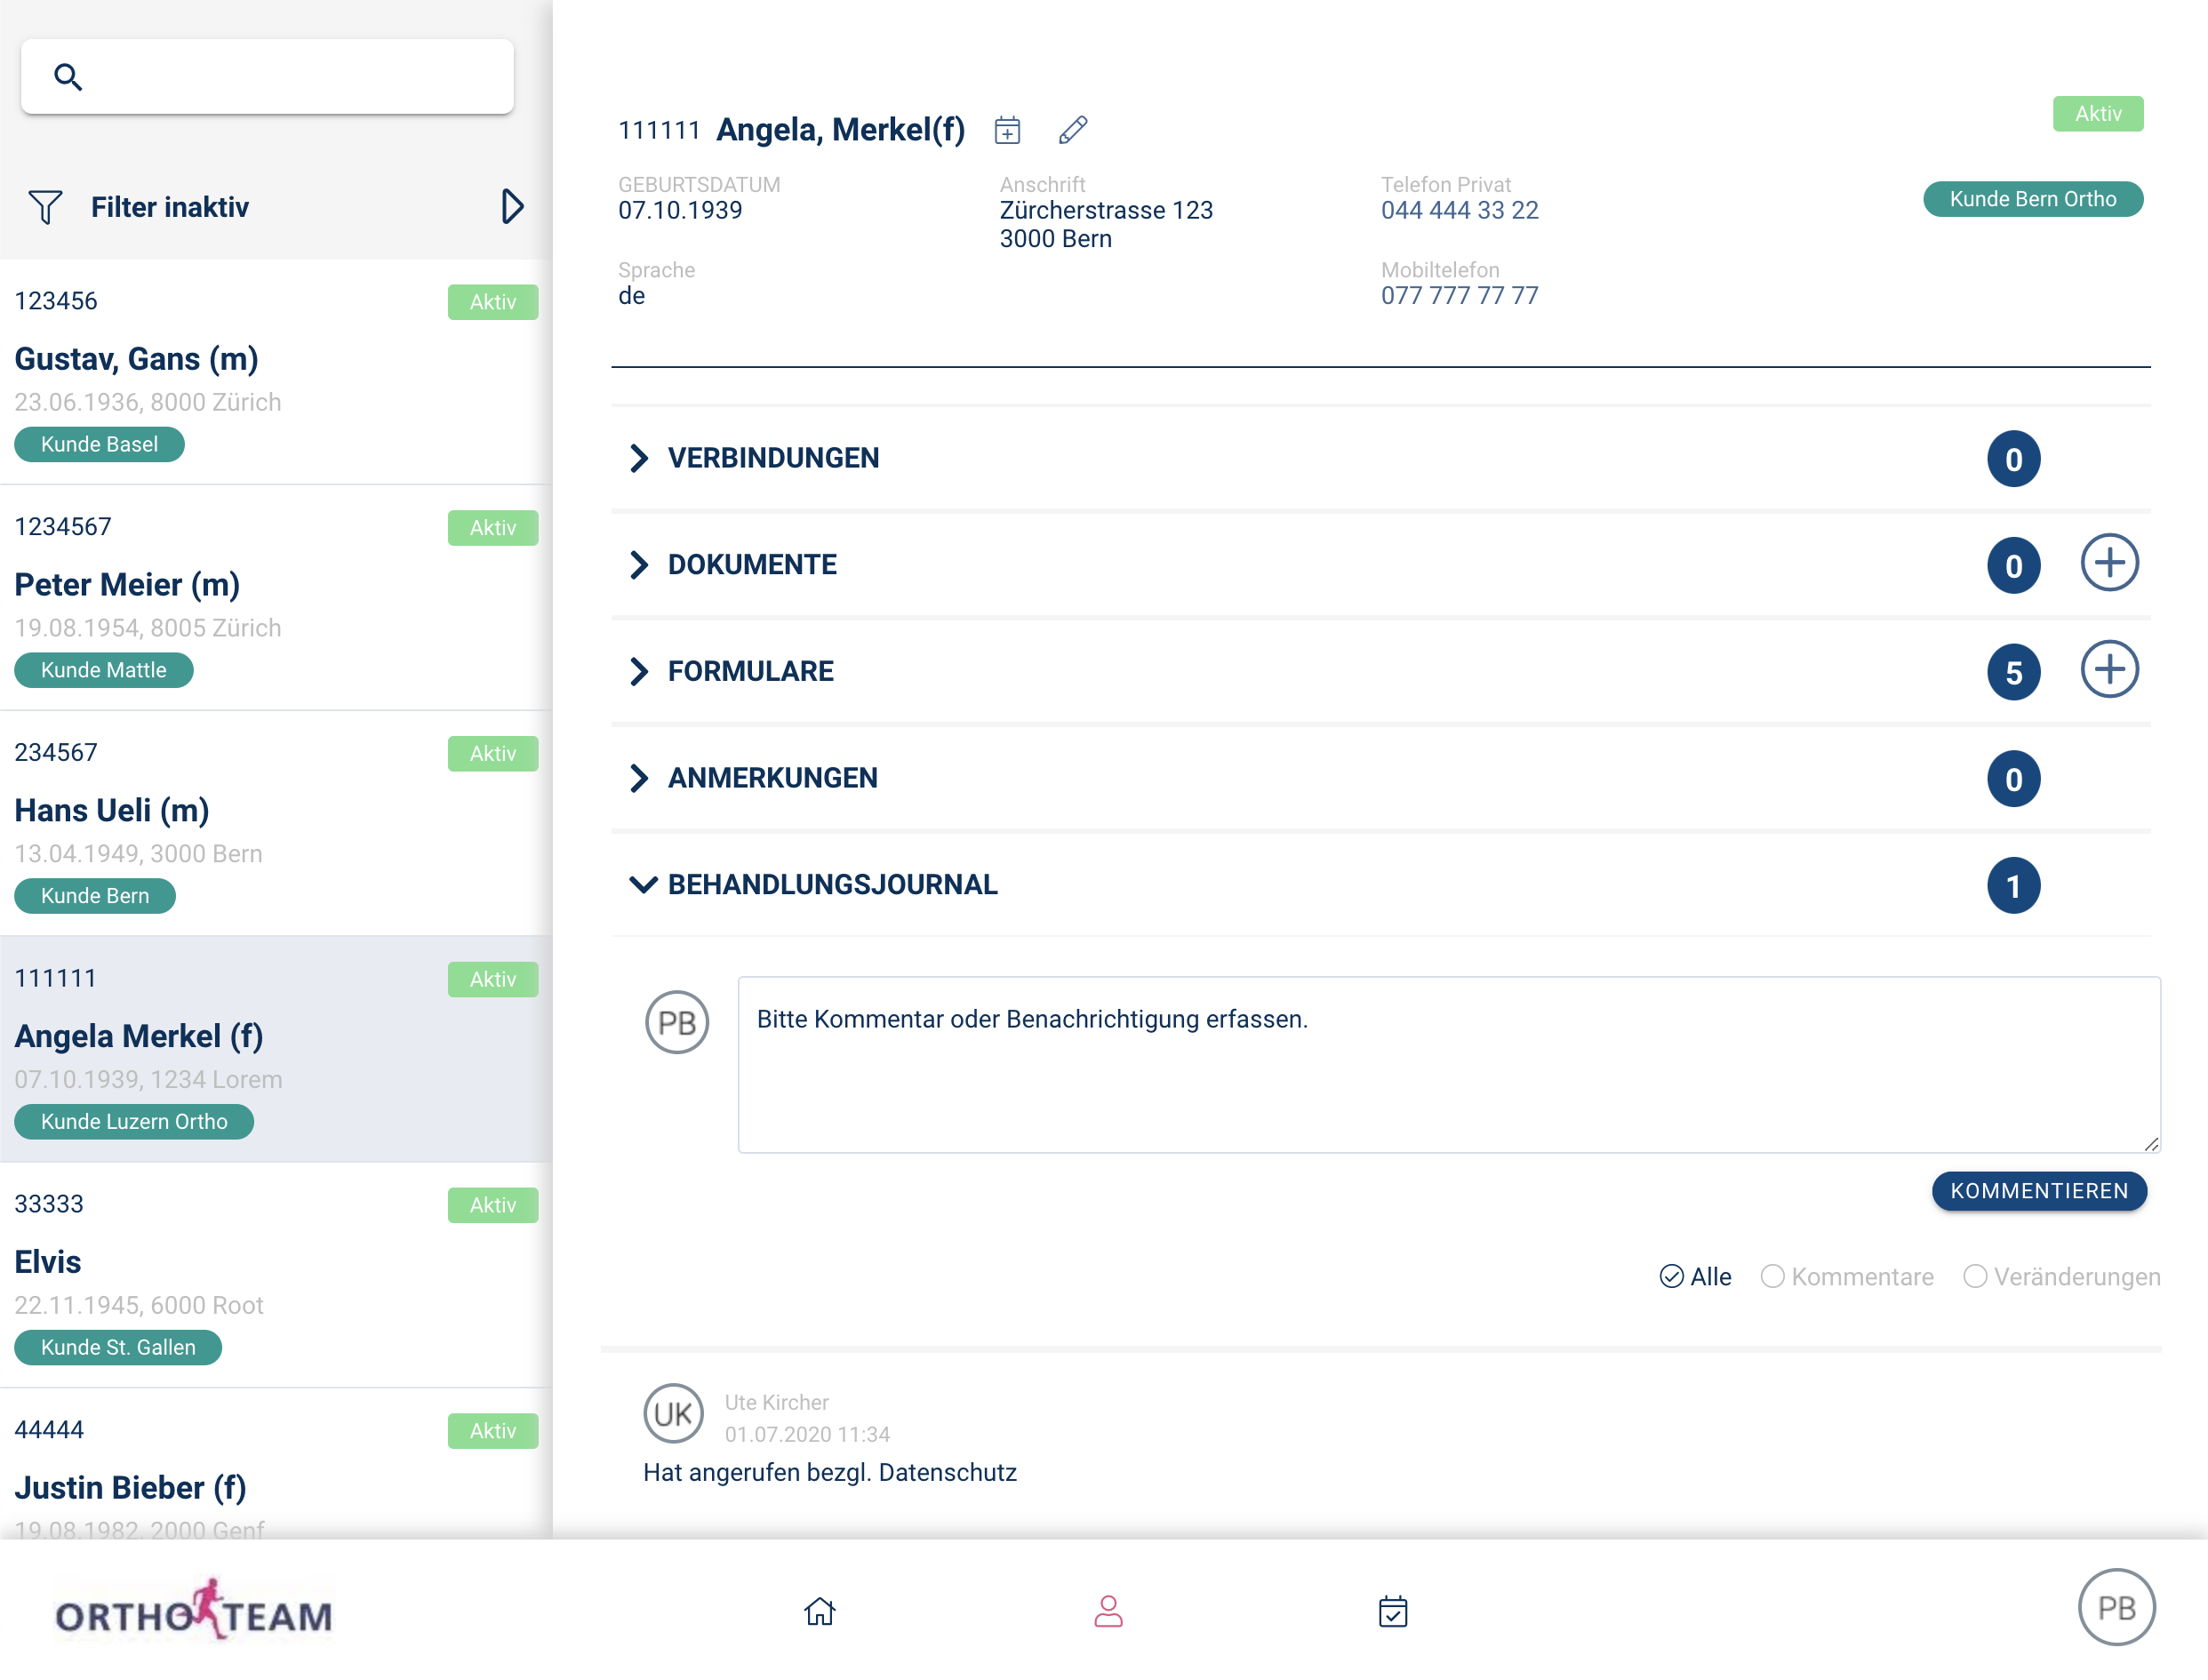 Filter inaktiv
123456
Aktiv
Gustav, Gans (m)
23.06.1936, 8000 Zürich
Kunde Basel
1234567
Aktiv
Peter Meier (m)
19.08.1954, 8005 Zürich
Kunde Mattle
234567
Aktiv
Hans Ueli (m)
13.04.1949, 3000 Bern
Kunde Bern
111111
Aktiv
Angela Merkel (f)
07.10.1939, 1234 Lorem
Kunde Luzern Ortho
33333
Aktiv
Elvis
22.11.1945, 6000 Root
Kunde St. Gallen
44444
Aktiv
Justin Bieber (f)
19.08.1982, 2000 Genf
111111 Angela, Merkel(f)
Aktiv
GEBURTSDATUM
07.10.1939
Anschrift
Zürcherstrasse 123
3000 Bern
Telefon Privat
044 444 33 22
Kunde Bern Ortho
Sprache
de
Mobiltelefon
077 777 77 77
VERBINDUNGEN
0
DOKUMENTE
0
FORMULARE
5
ANMERKUNGEN
0
BEHANDLUNGSJOURNAL
1
PB
Bitte Kommentar oder Benachrichtigung erfassen.
KOMMENTIEREN
Alle
Kommentare
Veränderungen
UK
Ute Kircher
01.07.2020 11:34
Hat angerufen bezgl. Datenschutz
ORTHO TEAM
PB